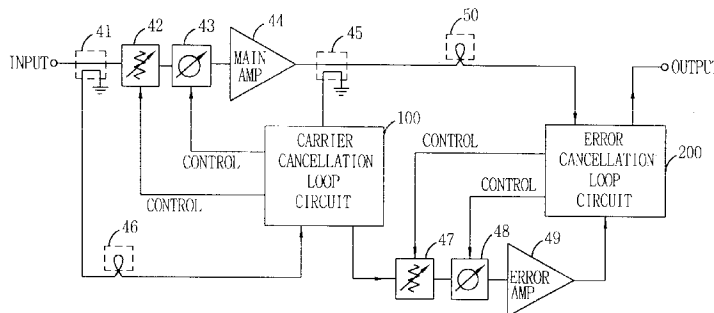 41
42
43
44
45
50
INPUT
MAIN
AMP
OUTPUT
100
CARRIER
CANCELLATION
LOOP
CIRCUIT
CONTROL
CONTROL
ERROR
CANCELLATION
LOOP
CIRCUIT
200
CONTROL
CONTROL
46
47
48
49
ERROR
AMP